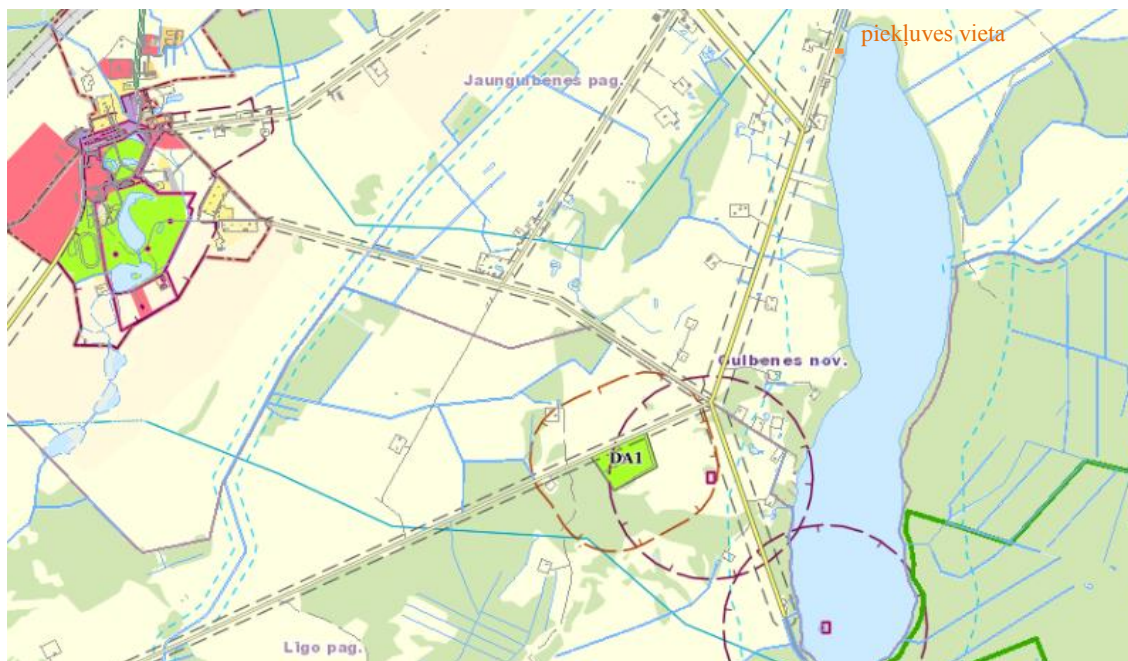 piekļuves vieta
Jaungulbenes pag.
Gulbenes nov.
DA1
Līgo pag.